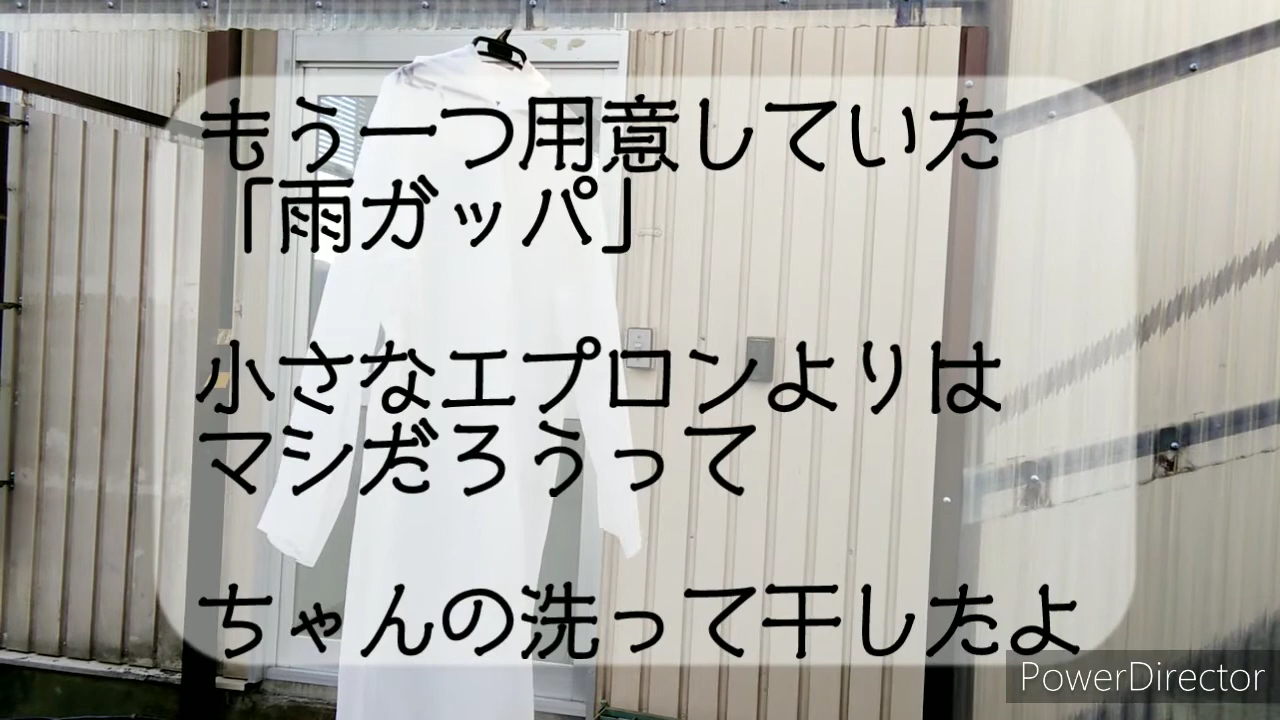 もう一つ用意していた
「雨ガッパ」
小さなエプロンよりは
マシだろうって
ちゃんの洗って干したよ
PowerDirector